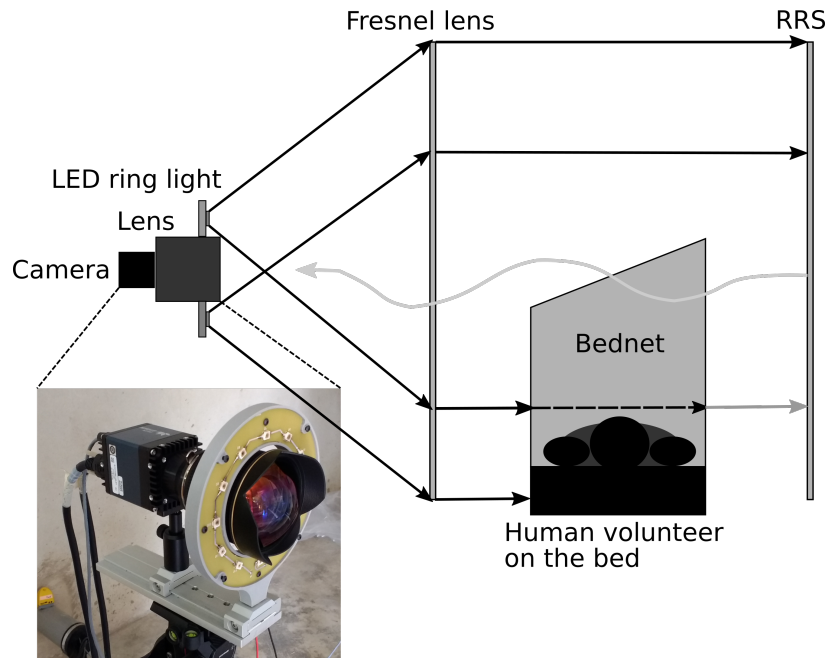 Fresnel lens
RRS
LED ring light
Lens
Camera
Bednet
Human volunteer
on the bed